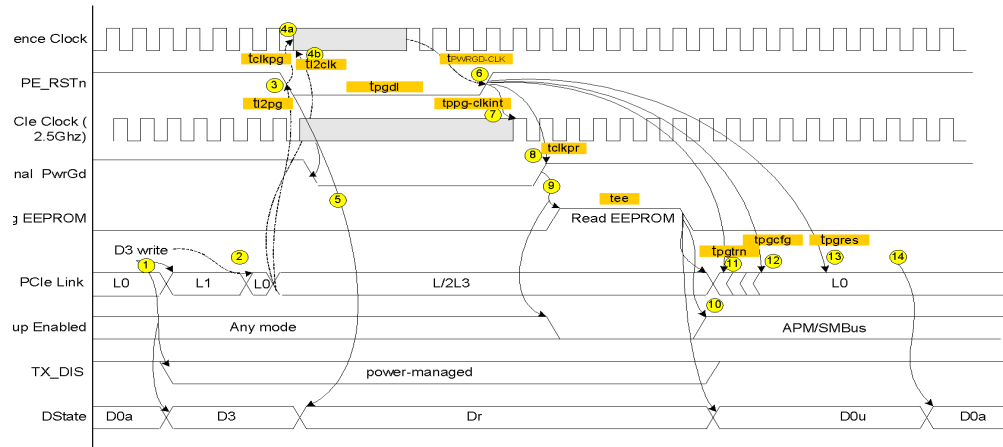 4a
ence Clock
4b
tclkpg
tl2clk
tPWRGD-CLK
6
PE_RSTn
3
tpgdl
tl2pg
tppg-clkint
7
CIe Clock (
2.5Ghz)
8
tclkpr
nal PwrGd
9
5
tee
g EEPROM
Read EEPROM
D3 write
2
tpgtrn
tpgcfg
tpgres
1
11
12
13
14
PCIe Link
L0
L1
L0
L/2L3
L0
10
up Enabled
Any mode
APM/SMBus
TX_DIS
power-managed
DState
D0a
D3
Dr
D0u
D0a